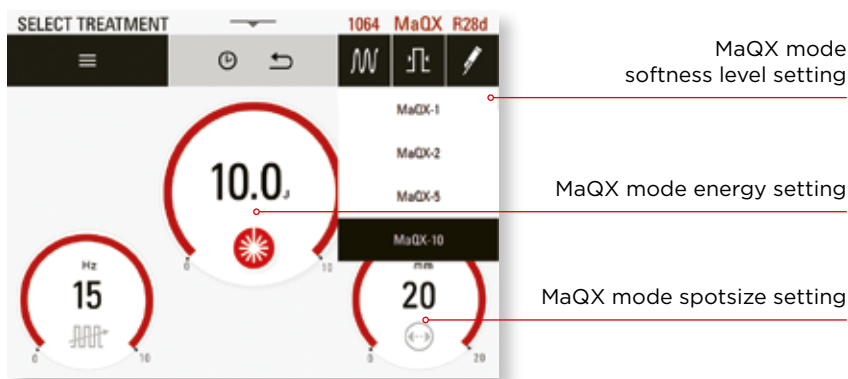 SELECT TREATMENT 1064 MaQX R28d
MaQX mode
softness level setting
MaQX-1
MaQX-2
10.0 J
MaQX-5
MaQX mode energy setting
MaQX-10
0 10
Hz
mm
15
20
MaQX mode spotsize setting
0 10
0 20